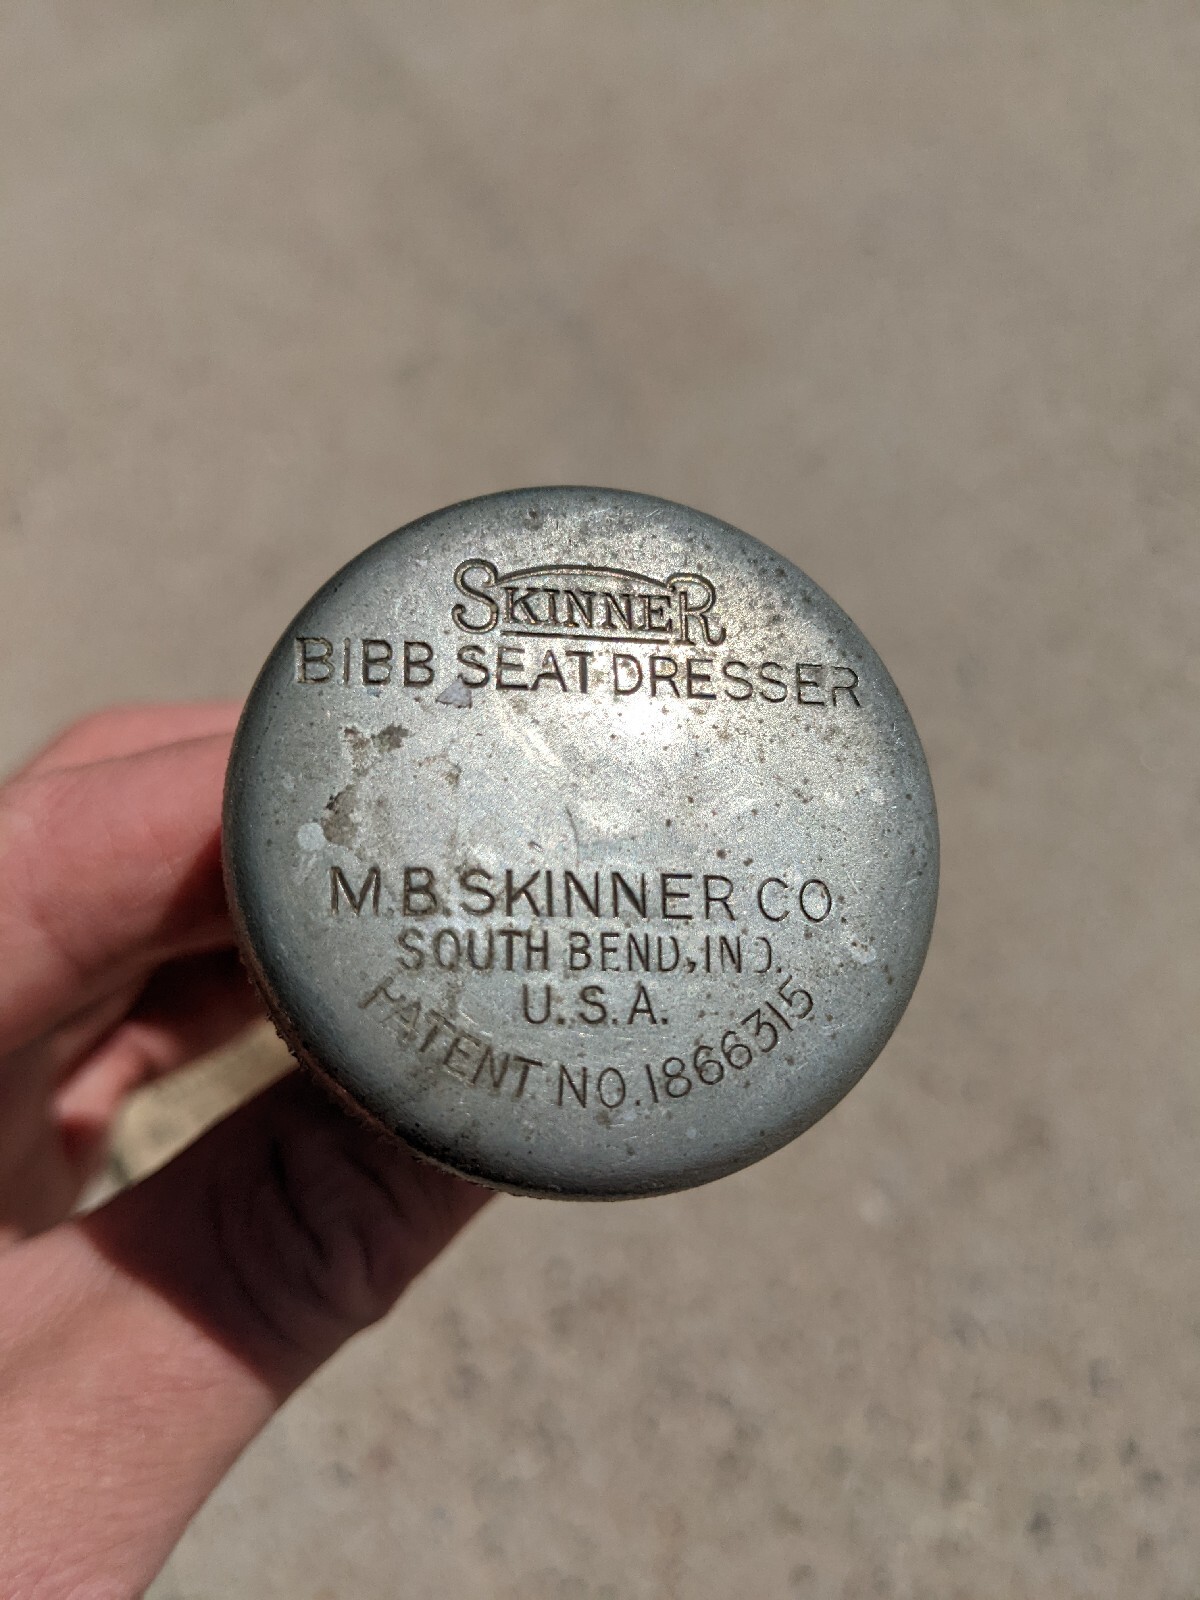 SKINNER
BIBB SEAT DRESSER
M.B. SKINNER CO
SOUTH BEND, IND.
U.S.A.
PATENT NO. 1866315